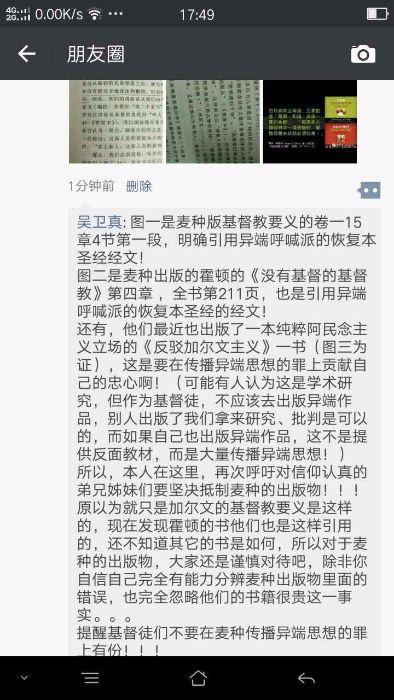 4G
2G
0.00K/s
17:49
朋友圈
1分钟前 删除
吴卫真: 图一是麦种版基督教要义的卷一15
章4节第一段，明确引用异端呼喊派的恢复本
圣经经文！
图二是麦种出版的霍顿的《没有基督的基督
教》第四章 ，全书第211页，也是引用异端
呼喊派的恢复本圣经的经文！
还有，他们最近也出版了一本纯粹阿民念主
义立场的《反驳加尔文主义》一书（图三为
证），这是要在传播异端思想的罪上贡献自
己的忠心啊！（可能有人认为这是学术研
究，但作为基督徒，不应该去出版异端作
品，别人出版了我们拿来研究、批判是可以
的，而如果自己也出版异端作品，这不是提
供反面教材，而是大量传播异端思想！）
所以，本人在这里，再次呼吁对信仰认真的
弟兄姊妹们要坚决抵制麦种的出版物！！！
原以为就只是加尔文的基督教要义是这样
的，现在发现霍顿的书他们也是这样引用
的，还不知道其它的书是如何，所以对于麦
种的出版物，大家还是谨慎对待吧，除非你
自信自己完全有能力分辨麦种出版物里面的
错误，也完全忽略他们的书籍很贵这一事
实。。。
提醒基督徒们不要在麦种传播异端思想的罪
上有份！！！